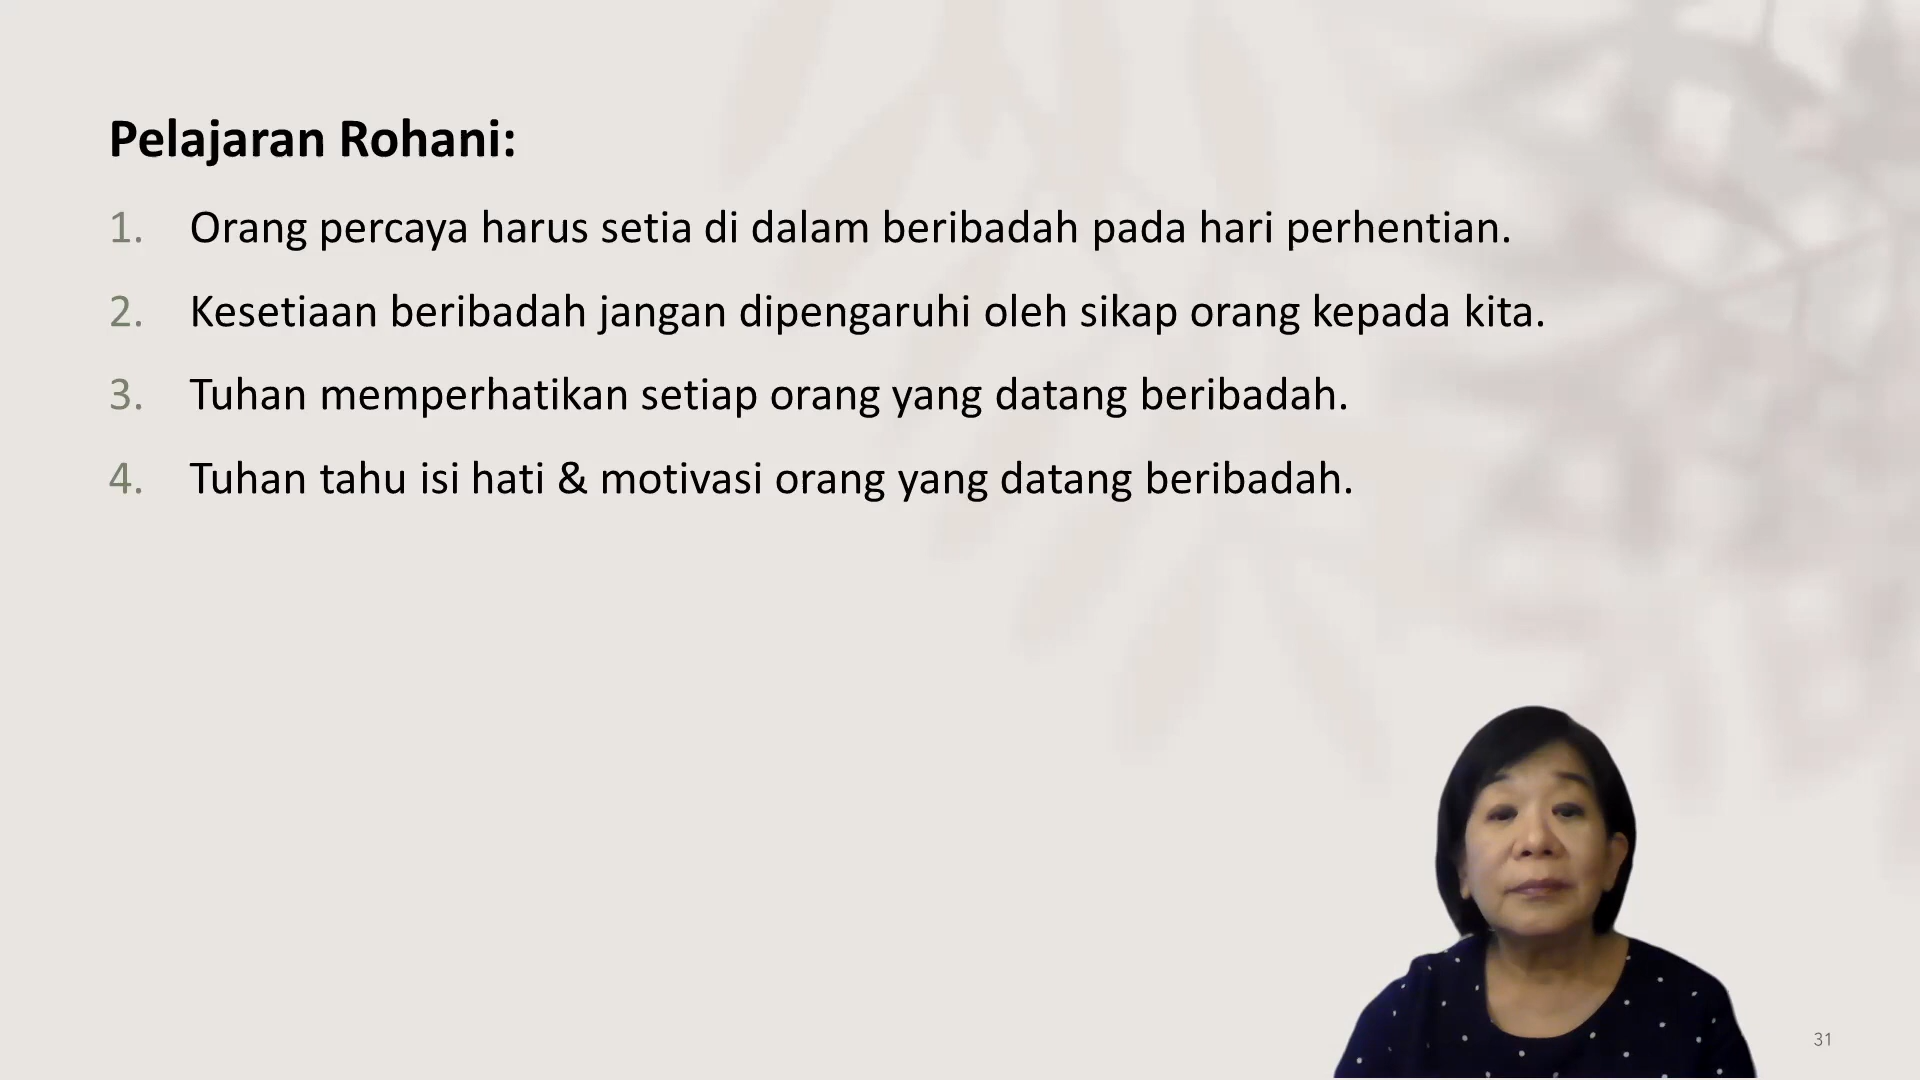 Pelajaran Rohani:
1. Orang percaya harus setia di dalam beribadah pada hari perhentian.
2. Kesetiaan beribadah jangan dipengaruhi oleh sikap orang kepada kita.
3. Tuhan memperhatikan setiap orang yang datang beribadah.
4. Tuhan tahu isi hati & motivasi orang yang datang beribadah.
31